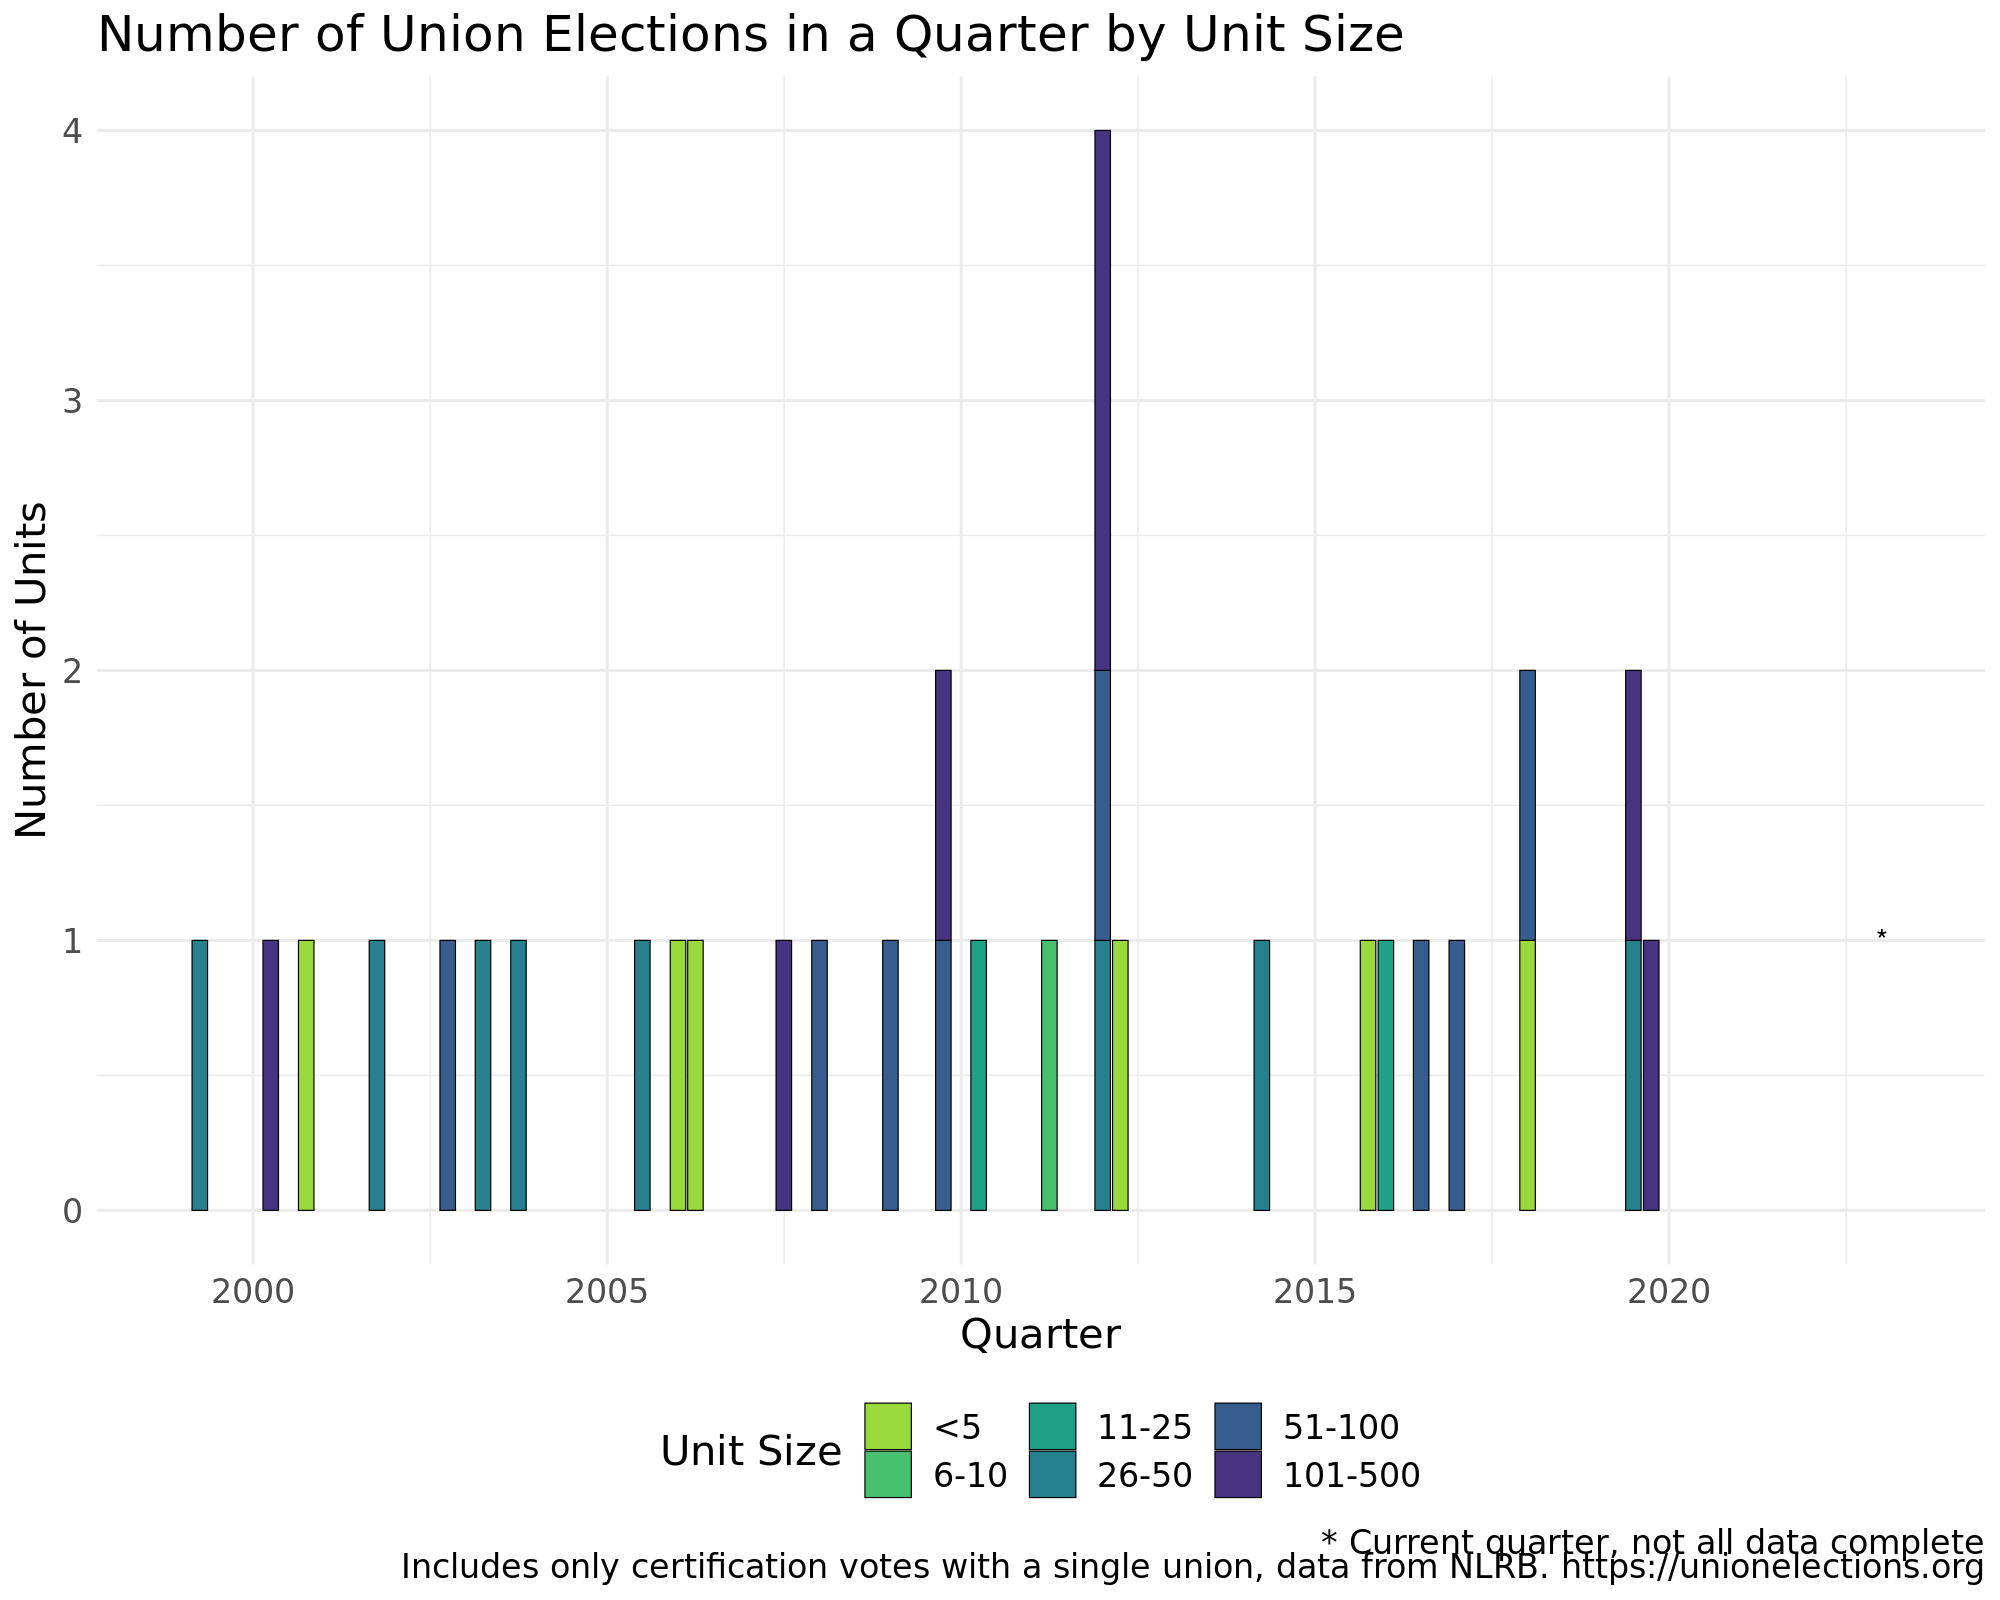 Number of Union Elections in a Quarter by Unit Size
Number of Units
4
3
2
1
0
*
2000 2005 2010 2015 2020
Quarter
Unit Size
<5 11-25 51-100
6-10 26-50 101-500
* Current quarter, not all data complete
Includes only certification votes with a single union, data from NLRB. https://unionelections.org